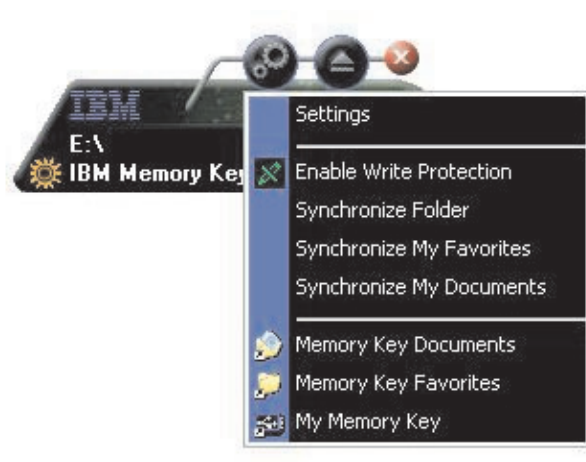 IBM
E:\
IBM Memory Key
Settings
Enable Write Protection
Synchronize Folder
Synchronize My Favorites
Synchronize My Documents
Memory Key Documents
Memory Key Favorites
My Memory Key